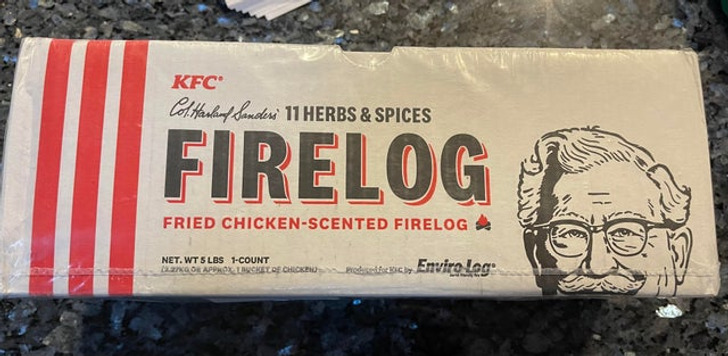 KFC®
Col. Harland Sanders' 11 HERBS & SPICES
FIRELOG
FRIED CHICKEN-SCENTED FIRELOG
NET. WT 5 LBS 1-COUNT
(2.27KG OR APPROX. 1 BUCKET OF CHICKEN)
Produced for KFC by Enviro-Log®